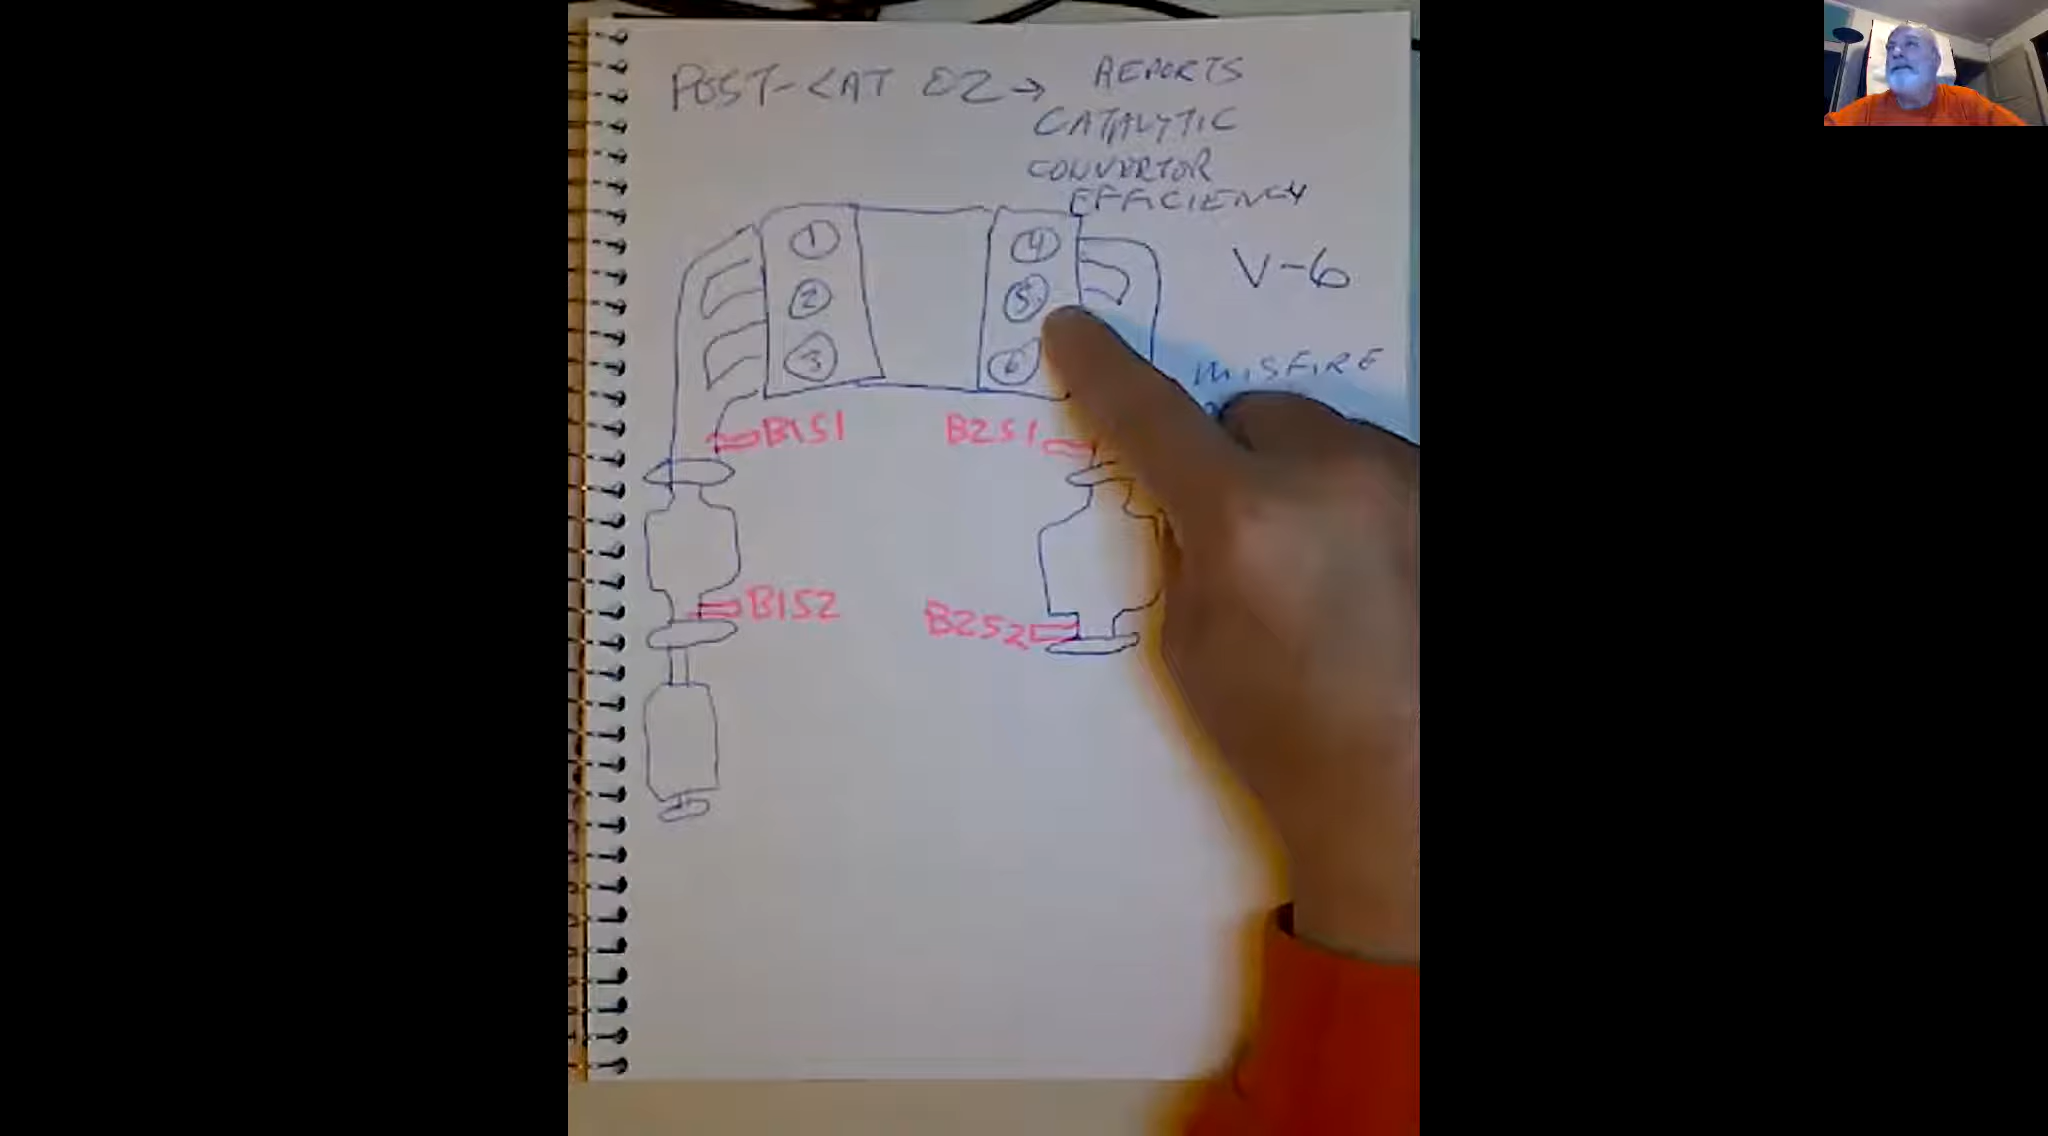 POST-CAT O2 → REPORTS
CATALYTIC
CONVERTOR
EFFICIENCY
V-6
1
2
3
4
5
6
MISFIRE
B1S1
B2S1
B1S2
B2S2